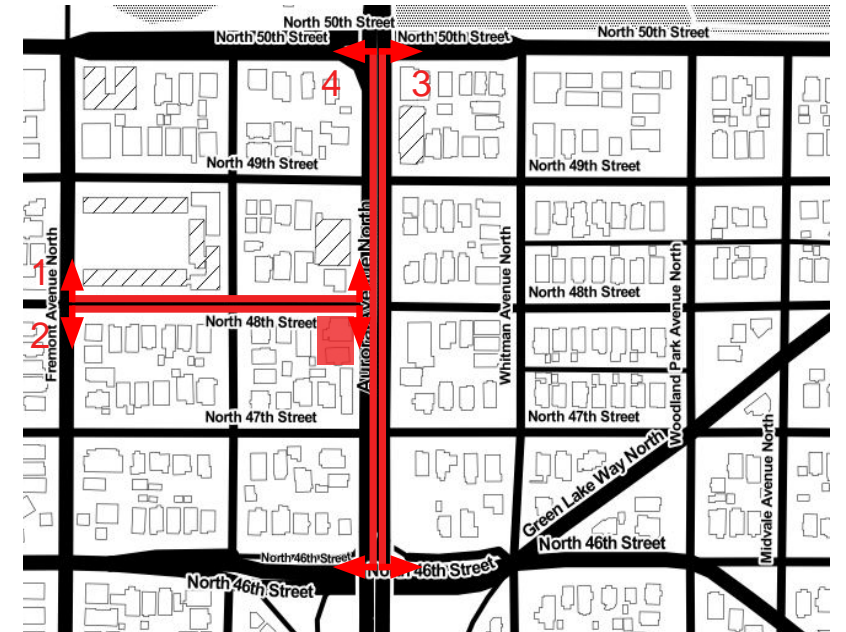 North 50th Street
North 50th Street
North 50th Street
North 50th Street
4
3
North 49th Street
North 49th Street
Aurora Avenue North
Fremont Avenue North
Whitman Avenue North
Woodland Park Avenue North
1
North 48th Street
2
North 48th Street
North 47th Street
North 47th Street
Green Lake Way North
Midvale Avenue North
North 46th Street
North 46th Street
North 46th Street
North 46th Street